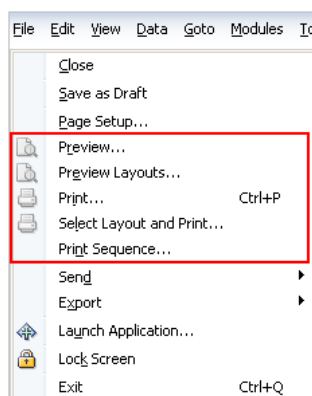 File Edit View Data Goto Modules
Close
Save as Draft
Page Setup...
Preview...
Preview Layouts...
Print... Ctrl+P
Select Layout and Print...
Print Sequence...
Send
Export
Launch Application...
Lock Screen
Exit Ctrl+Q